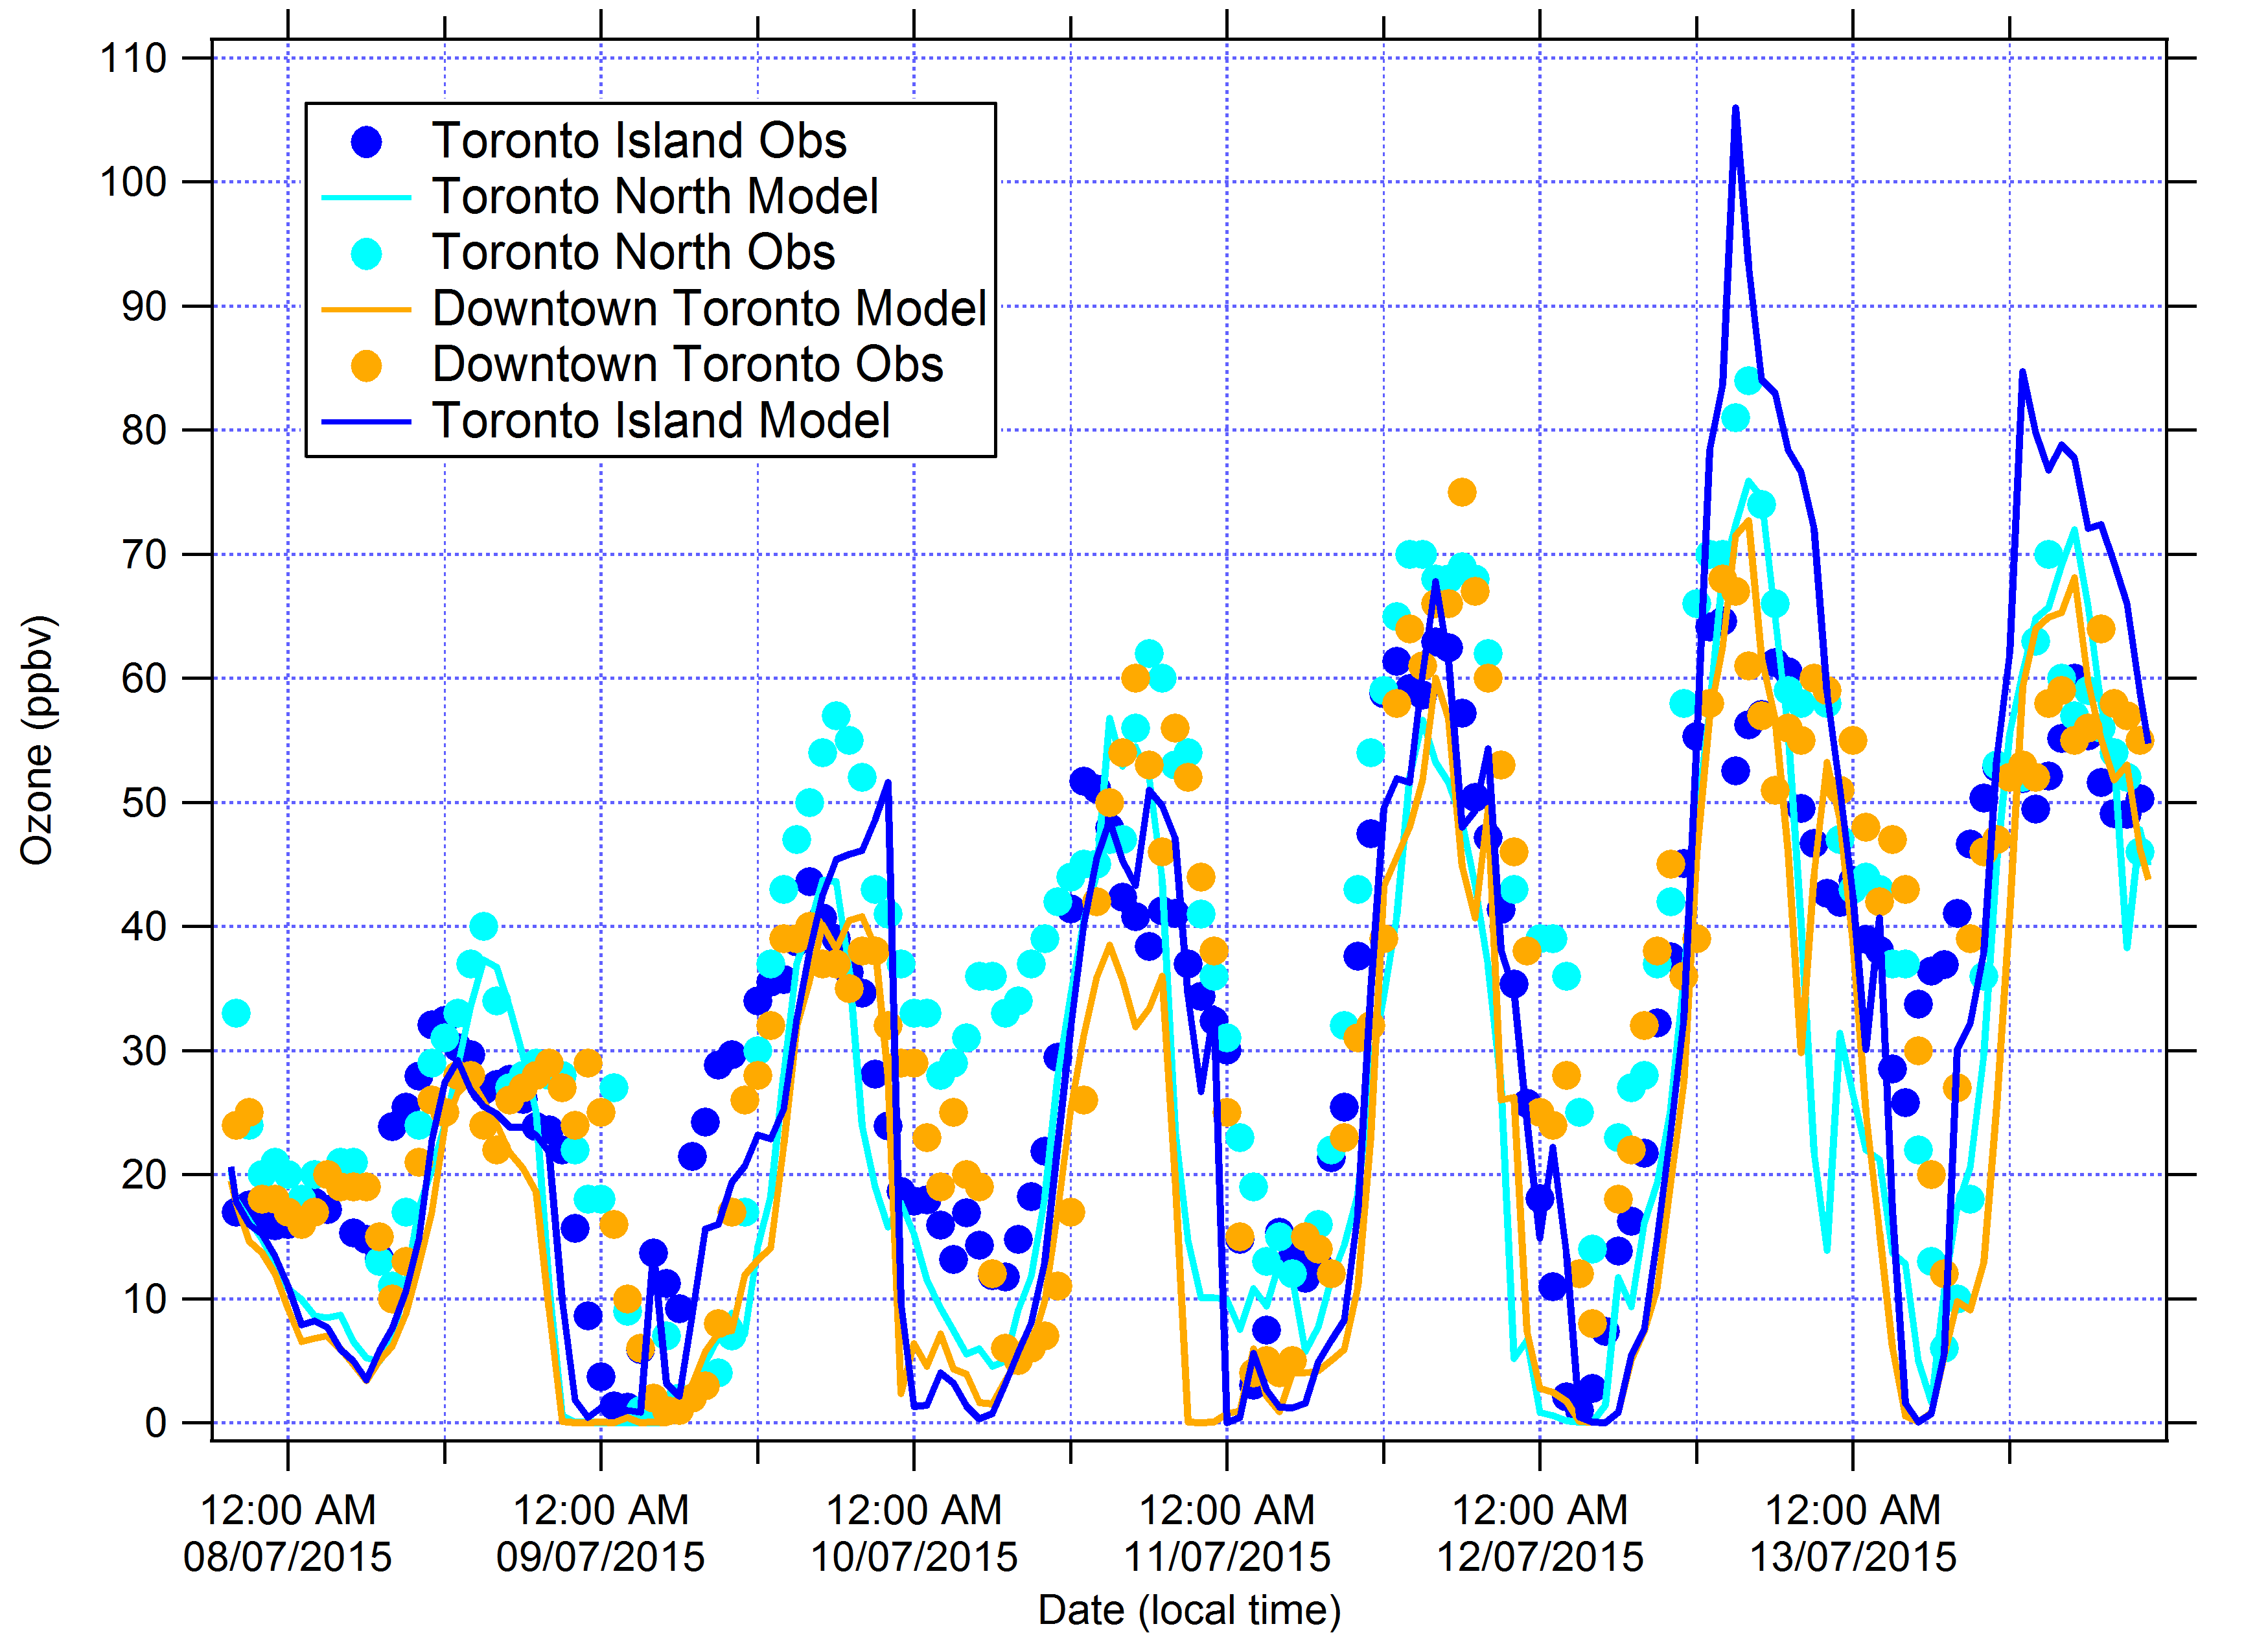 110
100
90
80
70
60
50
40
30
20
10
0
Ozone (ppbv)
Toronto Island Obs
Toronto North Model
Toronto North Obs
Downtown Toronto Model
Downtown Toronto Obs
Toronto Island Model
12:00 AM 12:00 AM 12:00 AM 12:00 AM 12:00 AM 12:00 AM
08/07/2015 09/07/2015 10/07/2015 11/07/2015 12/07/2015 13/07/2015
Date (local time)